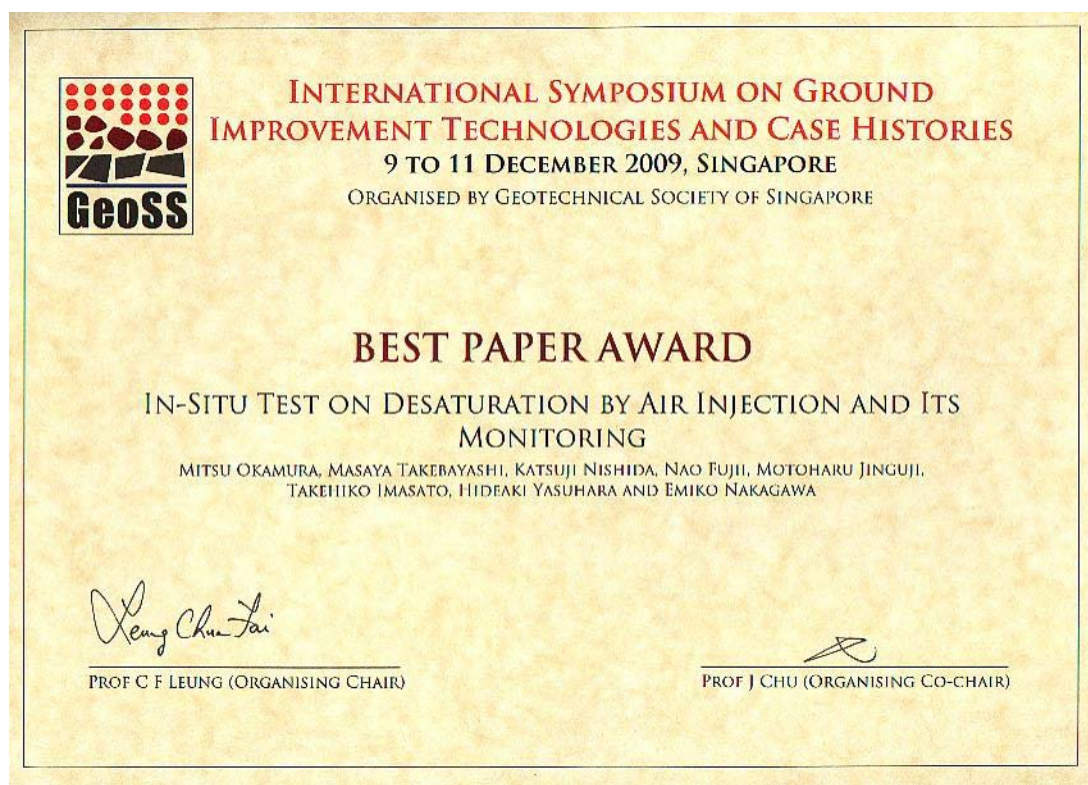 INTERNATIONAL SYMPOSIUM ON GROUND
IMPROVEMENT TECHNOLOGIES AND CASE HISTORIES
9 TO 11 DECEMBER 2009, SINGAPORE
ORGANISED BY GEOTECHNICAL SOCIETY OF SINGAPORE
GeoSS
BEST PAPER AWARD
IN-SITU TEST ON DESATURATION BY AIR INJECTION AND ITS
MONITORING
MITSU OKAMURA, MASAYA TAKEBAYASHI, KATSUJI NISHIDA, NAO FUJII, MOTOHARU JINGUJI,
TAKEHIKO IMASATO, HIDEAKI YASUHARA AND EMIKO NAKAGAWA
Leung Chun Fai
PROF C F LEUNG (ORGANISING CHAIR)
PROF J CHU (ORGANISING CO-CHAIR)